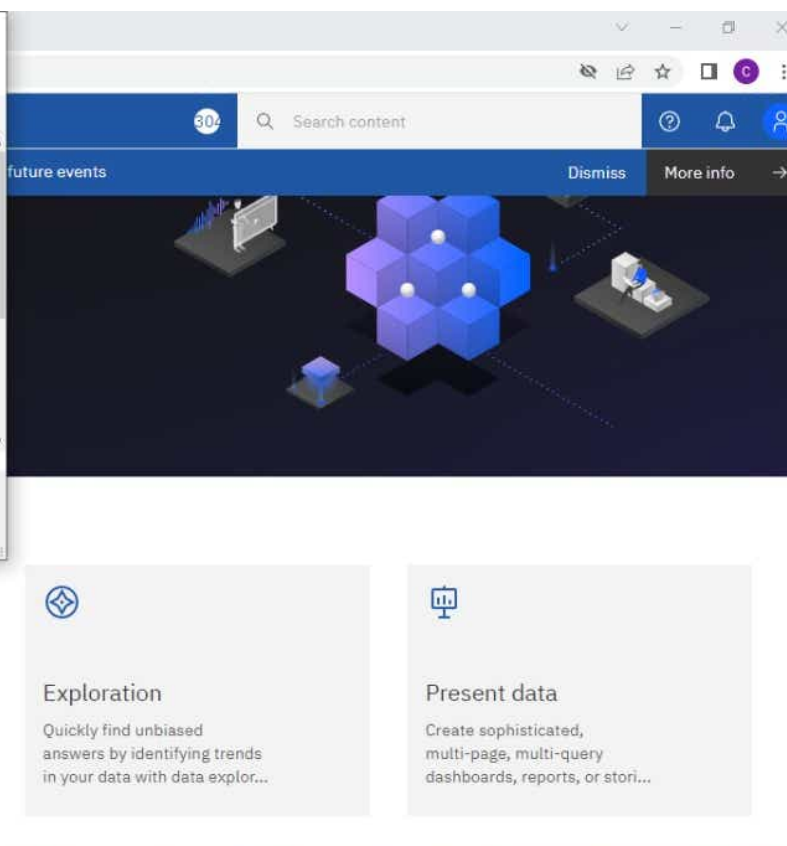 C
304
Search content
future events
Dismiss
More info
Exploration
Quickly find unbiased
answers by identifying trends
in your data with data explor...
Present data
Create sophisticated,
multi-page, multi-query
dashboards, reports, or stori...